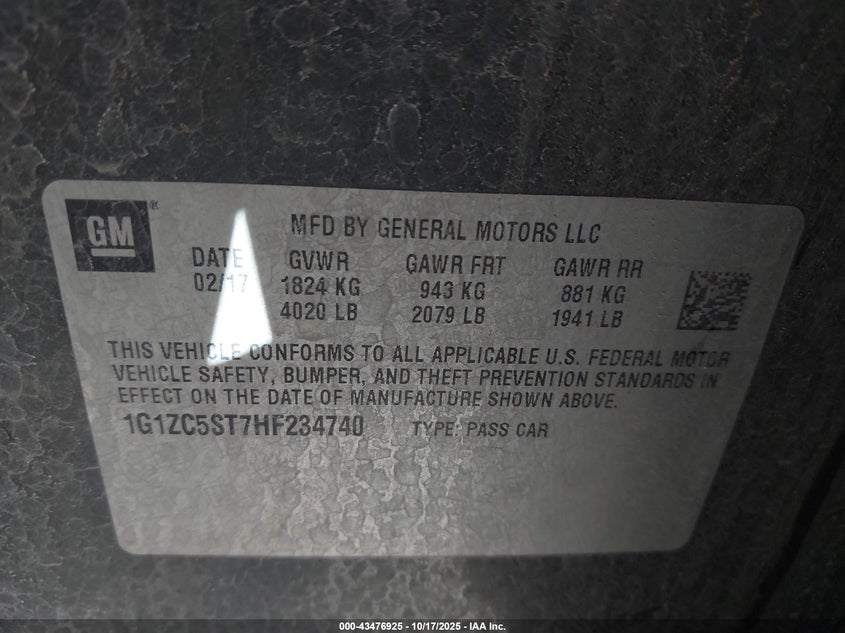 GM®
MFD BY GENERAL MOTORS LLC
DATE GVWR GAWR FRT GAWR RR
02/17 1824 KG 943 KG 881 KG
4020 LB 2079 LB 1941 LB
THIS VEHICLE CONFORMS TO ALL APPLICABLE U.S. FEDERAL MOTOR
VEHICLE SAFETY, BUMPER, AND THEFT PREVENTION STANDARDS IN
EFFECT ON THE DATE OF MANUFACTURE SHOWN ABOVE.
1G1ZC5ST7HF234740 TYPE: PASS CAR
000-43476925 - 10/17/2025 - IAA Inc.